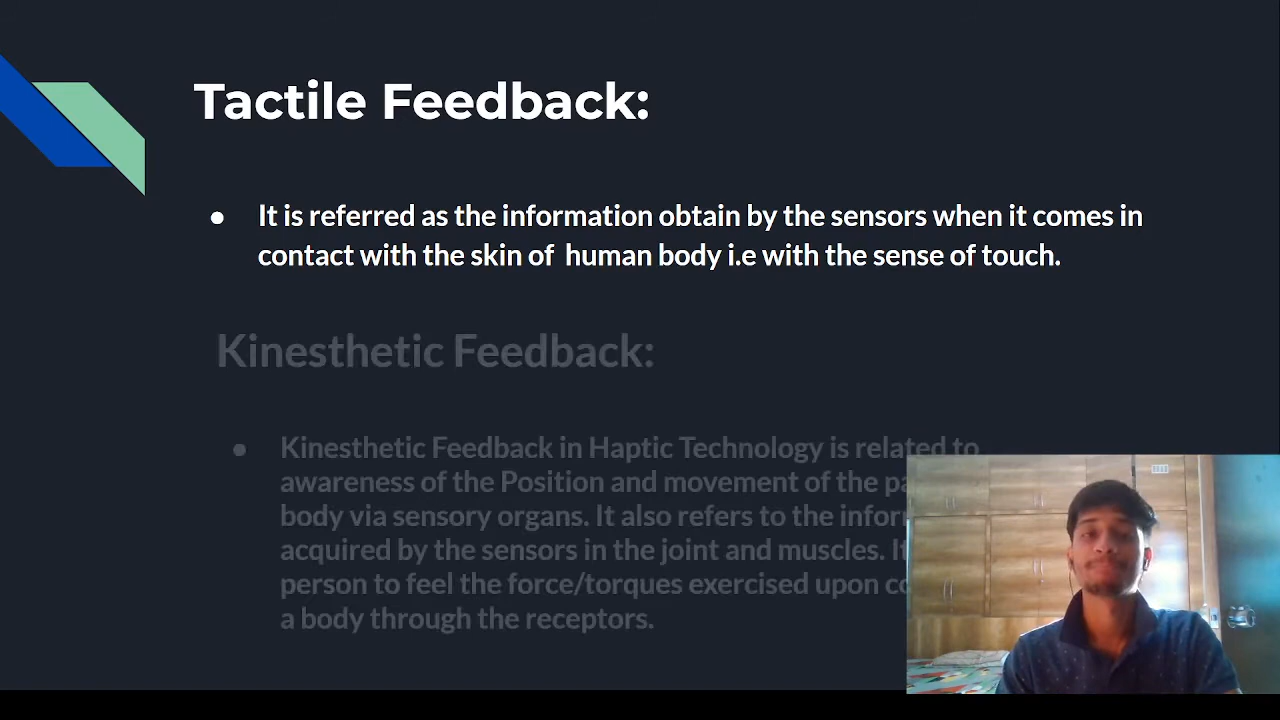 Tactile Feedback:
● It is referred as the information obtain by the sensors when it comes in
contact with the skin of human body i.e with the sense of touch.
Kinesthetic Feedback:
● Kinesthetic Feedback in Haptic Technology is related to
awareness of the Position and movement of the
body via sensory organs. It also refers to the
acquired by the sensors in the joint and muscles.
person to feel the force/torques exercised upon
a body through the receptors.